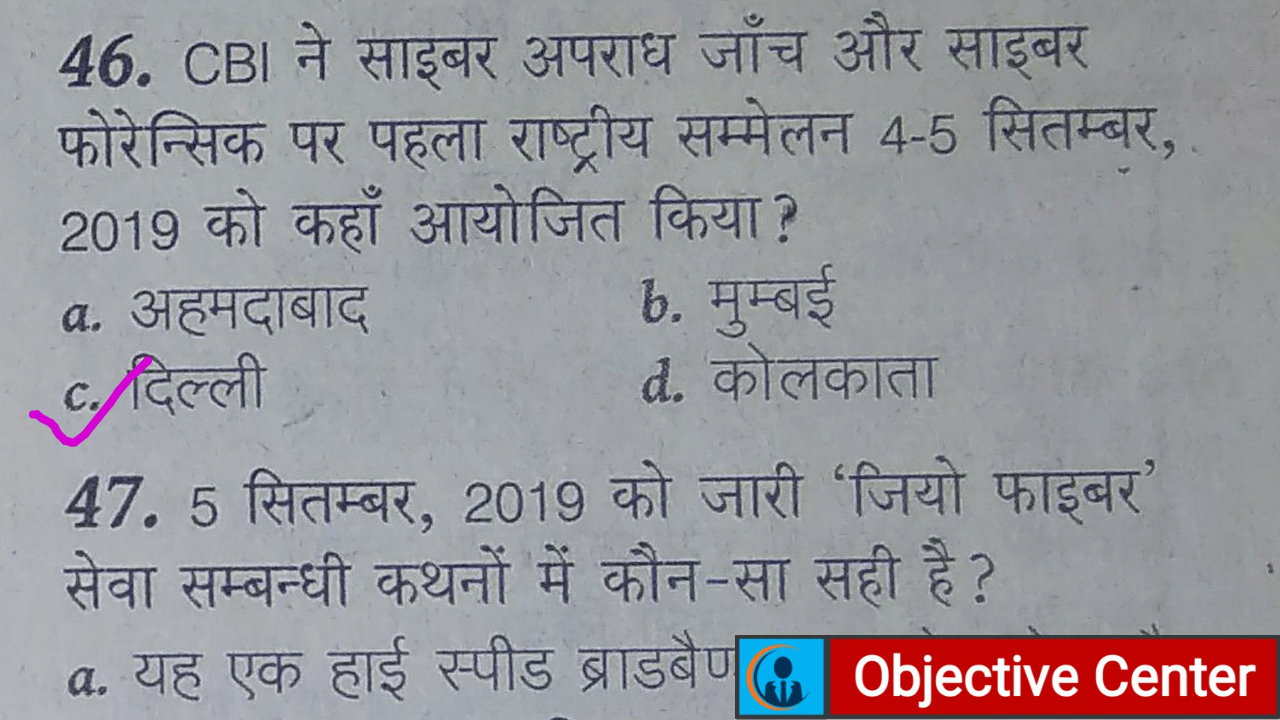 46. CBI ने साइबर अपराध जाँच और साइबर
फोरेन्सिक पर पहला राष्ट्रीय सम्मेलन 4-5 सितम्बर,
2019 को कहाँ आयोजित किया?
a. अहमदाबाद b. मुम्बई
c. दिल्ली d. कोलकाता
47. 5 सितम्बर, 2019 को जारी ‘जियो फाइबर’
सेवा सम्बन्धी कथनों में कौन-सा सही है?
a. यह एक हाई स्पीड
Objective Center